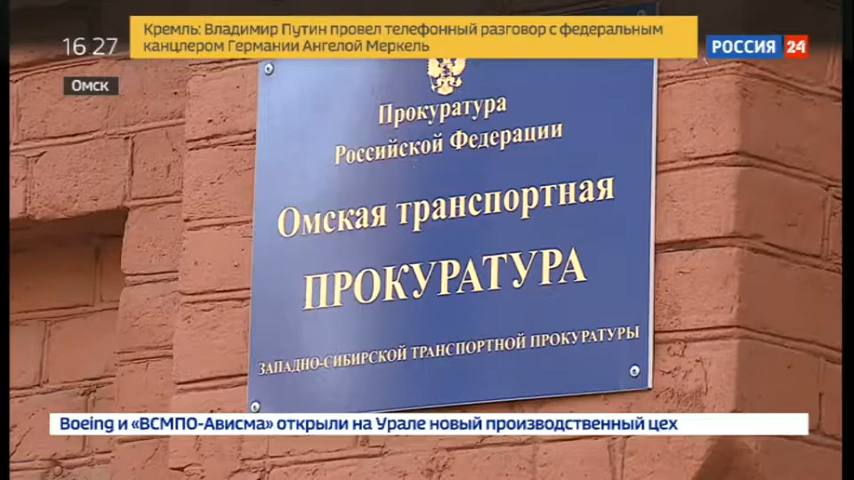 16.27
Кремль: Владимир Путин провел телефонный разговор с федеральным
канцлером Германии Ангелой Меркель
РОССИЯ 24
Омск
Прокуратура
Российской Федерации
Омская транспортная
ПРОКУРАТУРА
ЗАПАДНО-СИБИРСКОЙ ТРАНСПОРТНОЙ ПРОКУРАТУРЫ
Boeing и «ВСМПО-Ависма» открыли на Урале новый производственный цех